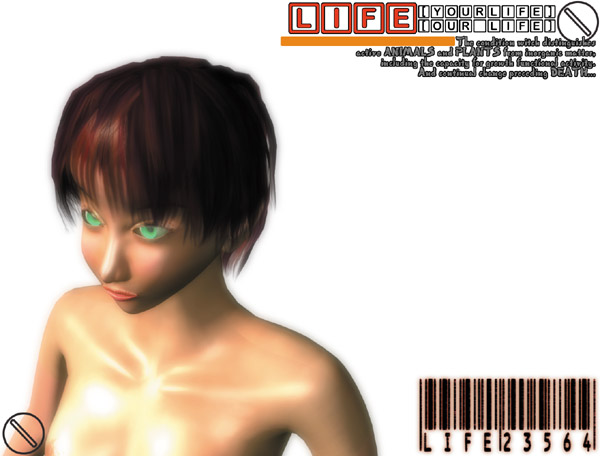 LIFE [YOURLIFE]
[OUR LIFE]
The condition witch distinguishes
active ANIMALS and PLANTS from inorganic matter,
including the capacity for growth functional activity.
And continual change preceding DEATH...
LIFE23564